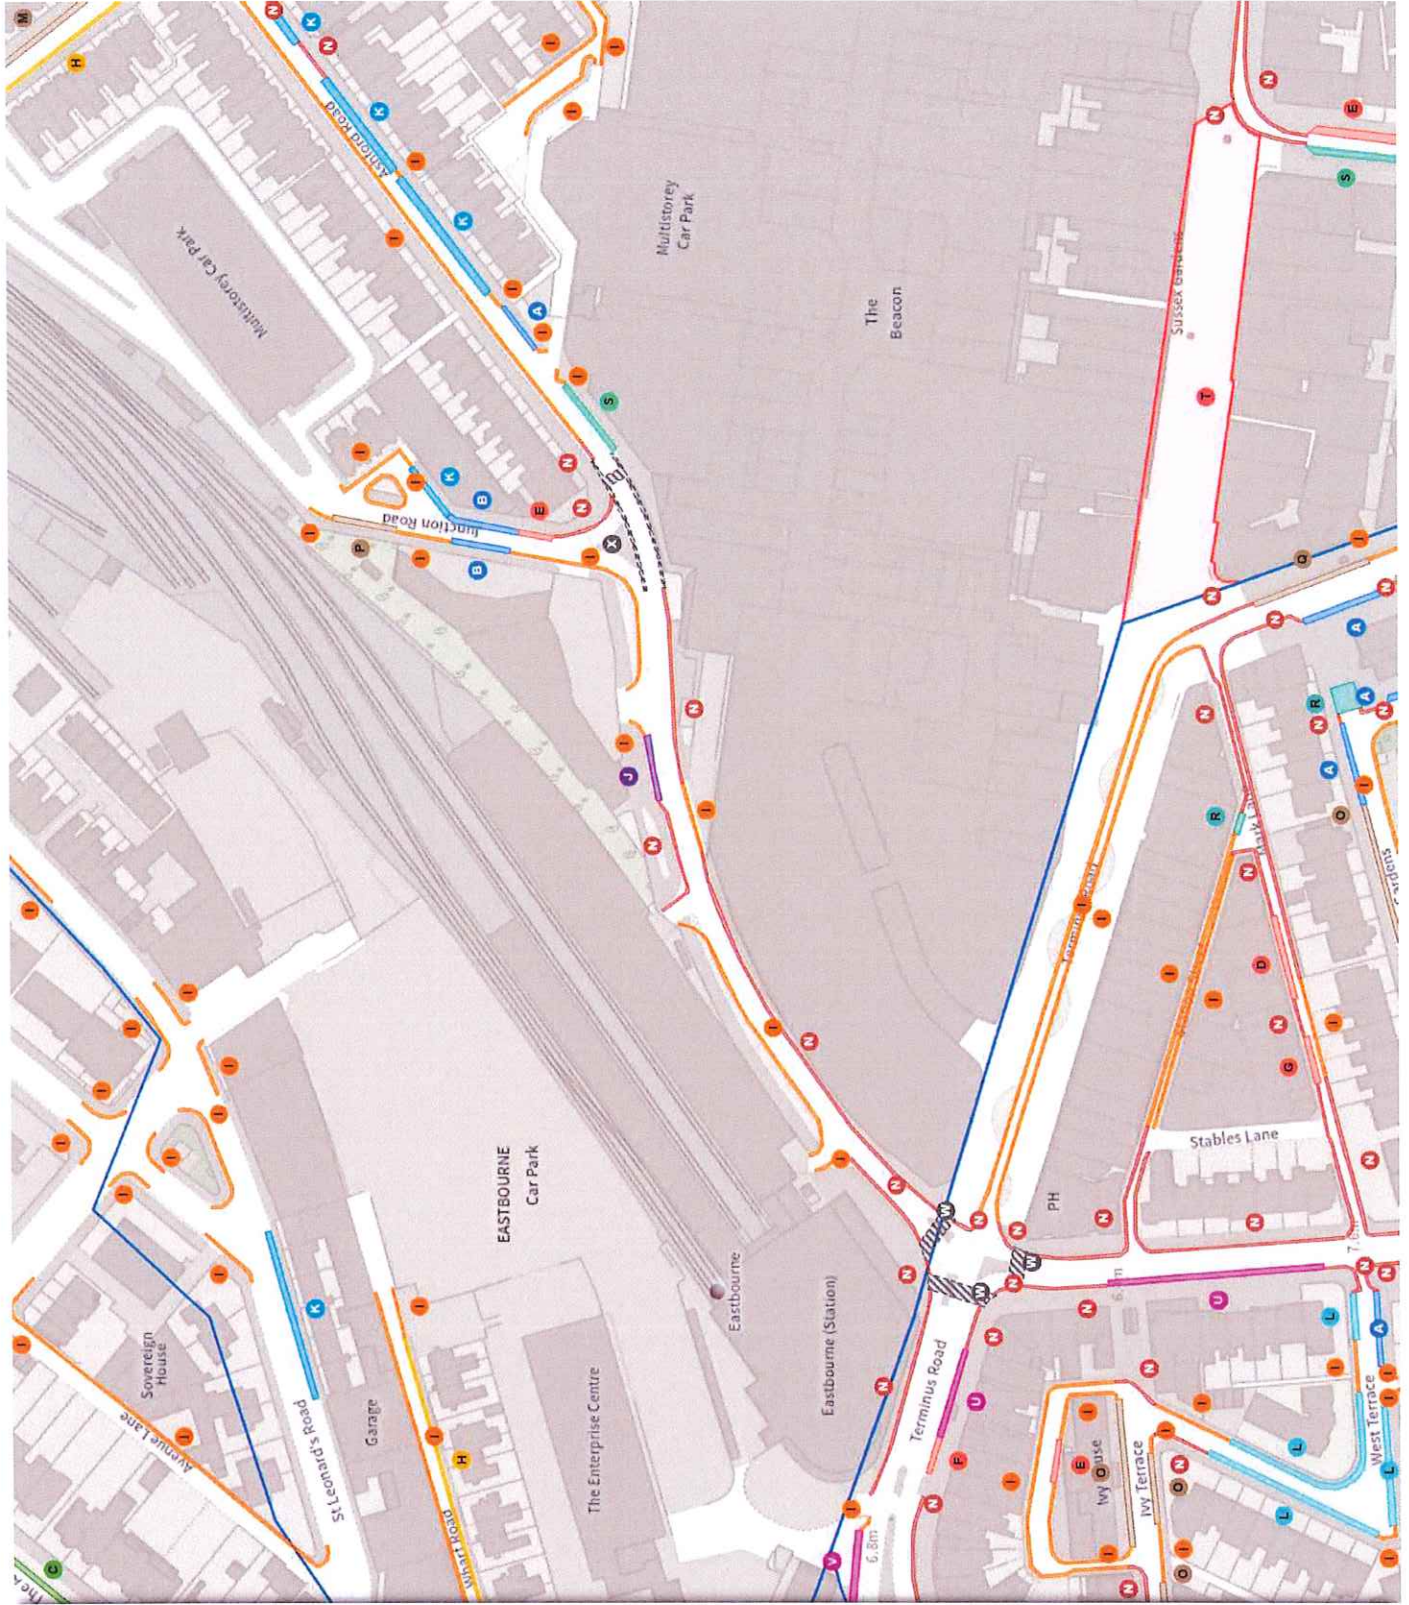 M
H
N
K
N
I
I
I
Ashford Road
K
I
K
I
I
A
I
Multistorey Car Park
Multistorey
Car Park
I
S
N
I
I
K
B
E
N
Junction Road
I
P
I
B
I
X
The
Beacon
Sussex Gardens
N
N
E
S
T
N
Q
I
N
N
A
N
R
A
N
N
A
I
O
Gardens
N
R
Mark Lane
N
J
I
N
N
I
Terminus Road
I
I
I
I
D
N
I
G
Stables Lane
N
N
N
PH
I
N
I
N
W
N
N
W
N
W
N
N
I
I
I
I
I
I
I
I
I
I
EASTBOURNE
Car Park
K
I
I
Sovereign
House
I
Avenue Lane
St Leonard's Road
Garage
I
H
Wharf Road
The Enterprise Centre
Eastbourne
Eastbourne (Station)
N
Terminus Road
N
U
F
N
I
V
6.8m
N
U
N
N
L
A
I
I
I
West Terrace
L
I
N
I
I
L
L
N
O
I
E
O
I
Ivy Terrace
I
I
O
N
I
C